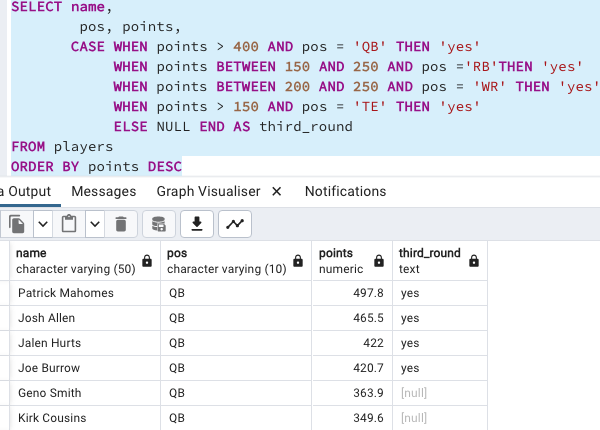 SELECT name,
pos, points,
CASE WHEN points > 400 AND pos = 'QB' THEN 'yes'
WHEN points BETWEEN 150 AND 250 AND pos ='RB'THEN 'yes'
WHEN points BETWEEN 200 AND 250 AND pos = 'WR' THEN 'yes'
WHEN points > 150 AND pos = 'TE' THEN 'yes'
ELSE NULL END AS third_round
FROM players
ORDER BY points DESC
a Output Messages Graph Visualiser × Notifications
name pos points third_round
character varying (50) character varying (10) numeric text
Patrick Mahomes QB 497.8 yes
Josh Allen QB 465.5 yes
Jalen Hurts QB 422 yes
Joe Burrow QB 420.7 yes
Geno Smith QB 363.9 [null]
Kirk Cousins QB 349.6 [null]